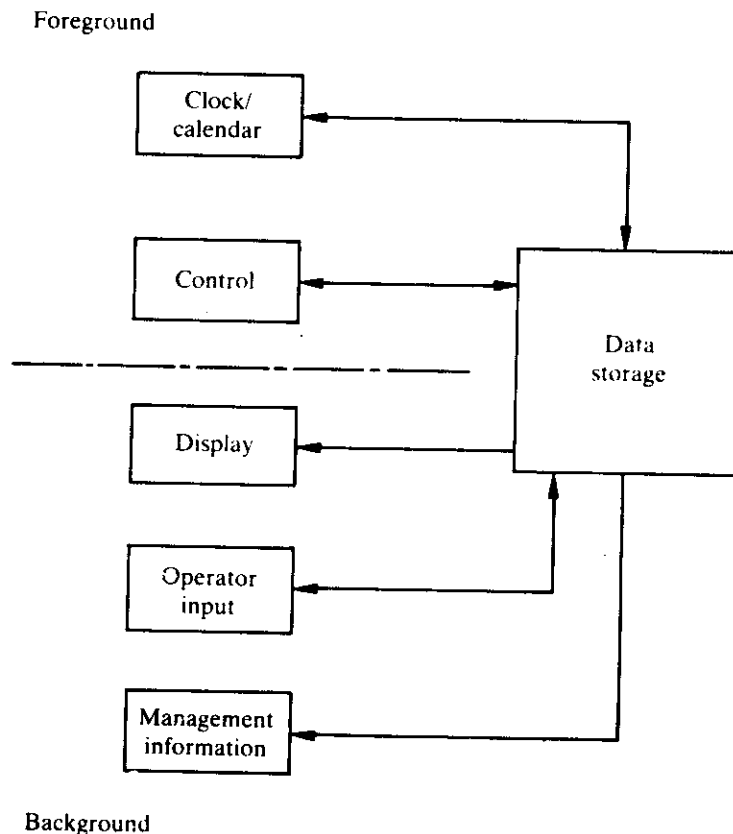 Foreground
Clock/
calendar
Control
Data
storage
Display
Operator
input
Management
information
Background